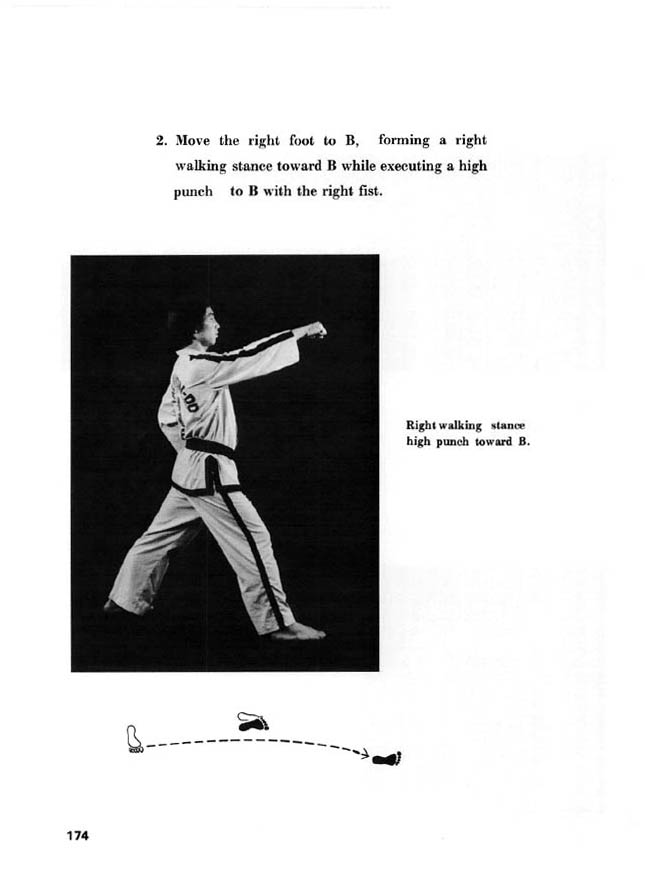 2. Move the right foot to B, forming a right
walking stance toward B while executing a high
punch to B with the right fist.
Right walking stance
high punch toward B.
174